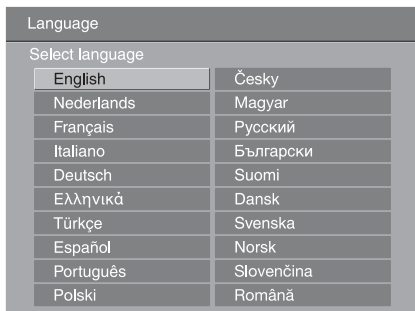 Language
Select language
English
Nederlands
Français
Italiano
Deutsch
Ελληνικά
Türkçe
Español
Português
Polski
Česky
Magyar
Русский
Български
Suomi
Dansk
Svenska
Norsk
Slovenčina
Română